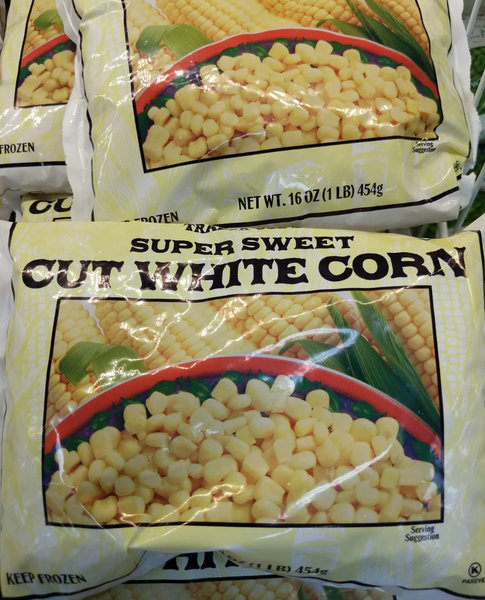 FROZEN
Serving
Suggestion
NET WT. 16 OZ (1 LB) 454g
FROZEN
SUPER SWEET
CUT WHITE CORN
Serving
Suggestion
(1 LB) 454g
KEEP FROZEN
K
PAREVE